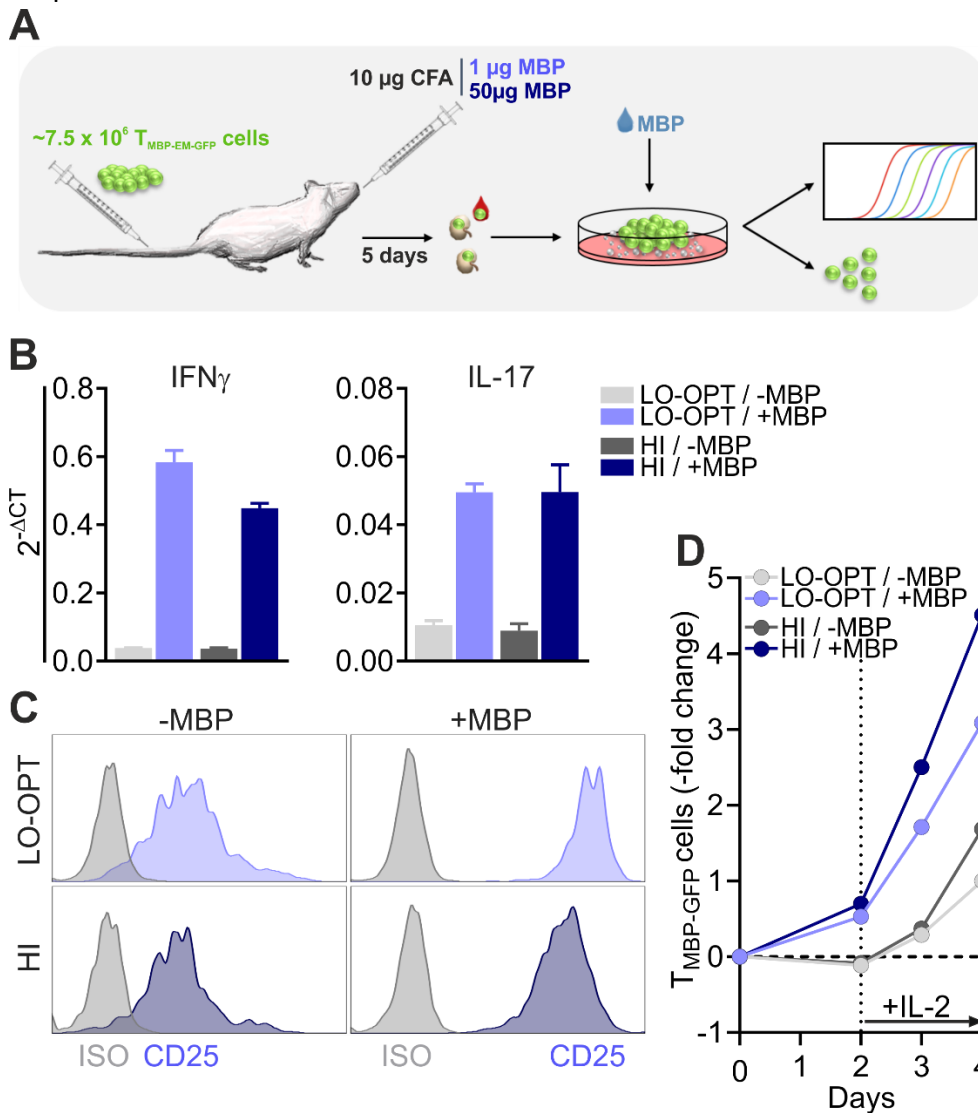 A
10 µg CFA
1 µg MBP
50µg MBP
~7.5 x 10⁶ T_MBP-EM-GFP cells
MBP
5 days
B
IFNγ
IL-17
0.8
0.6
0.4
0.2
0.0
2^-ΔCT
0.08
0.06
0.04
0.02
0.00
LO-OPT / -MBP
LO-OPT / +MBP
HI / -MBP
HI / +MBP
C
-MBP
+MBP
LO-OPT
HI
ISO CD25
ISO CD25
D
LO-OPT / -MBP
LO-OPT / +MBP
HI / -MBP
HI / +MBP
T_MBP-GFP cells (-fold change)
5
4
3
2
1
0
-1
+IL-2
0 2 3 4
Days